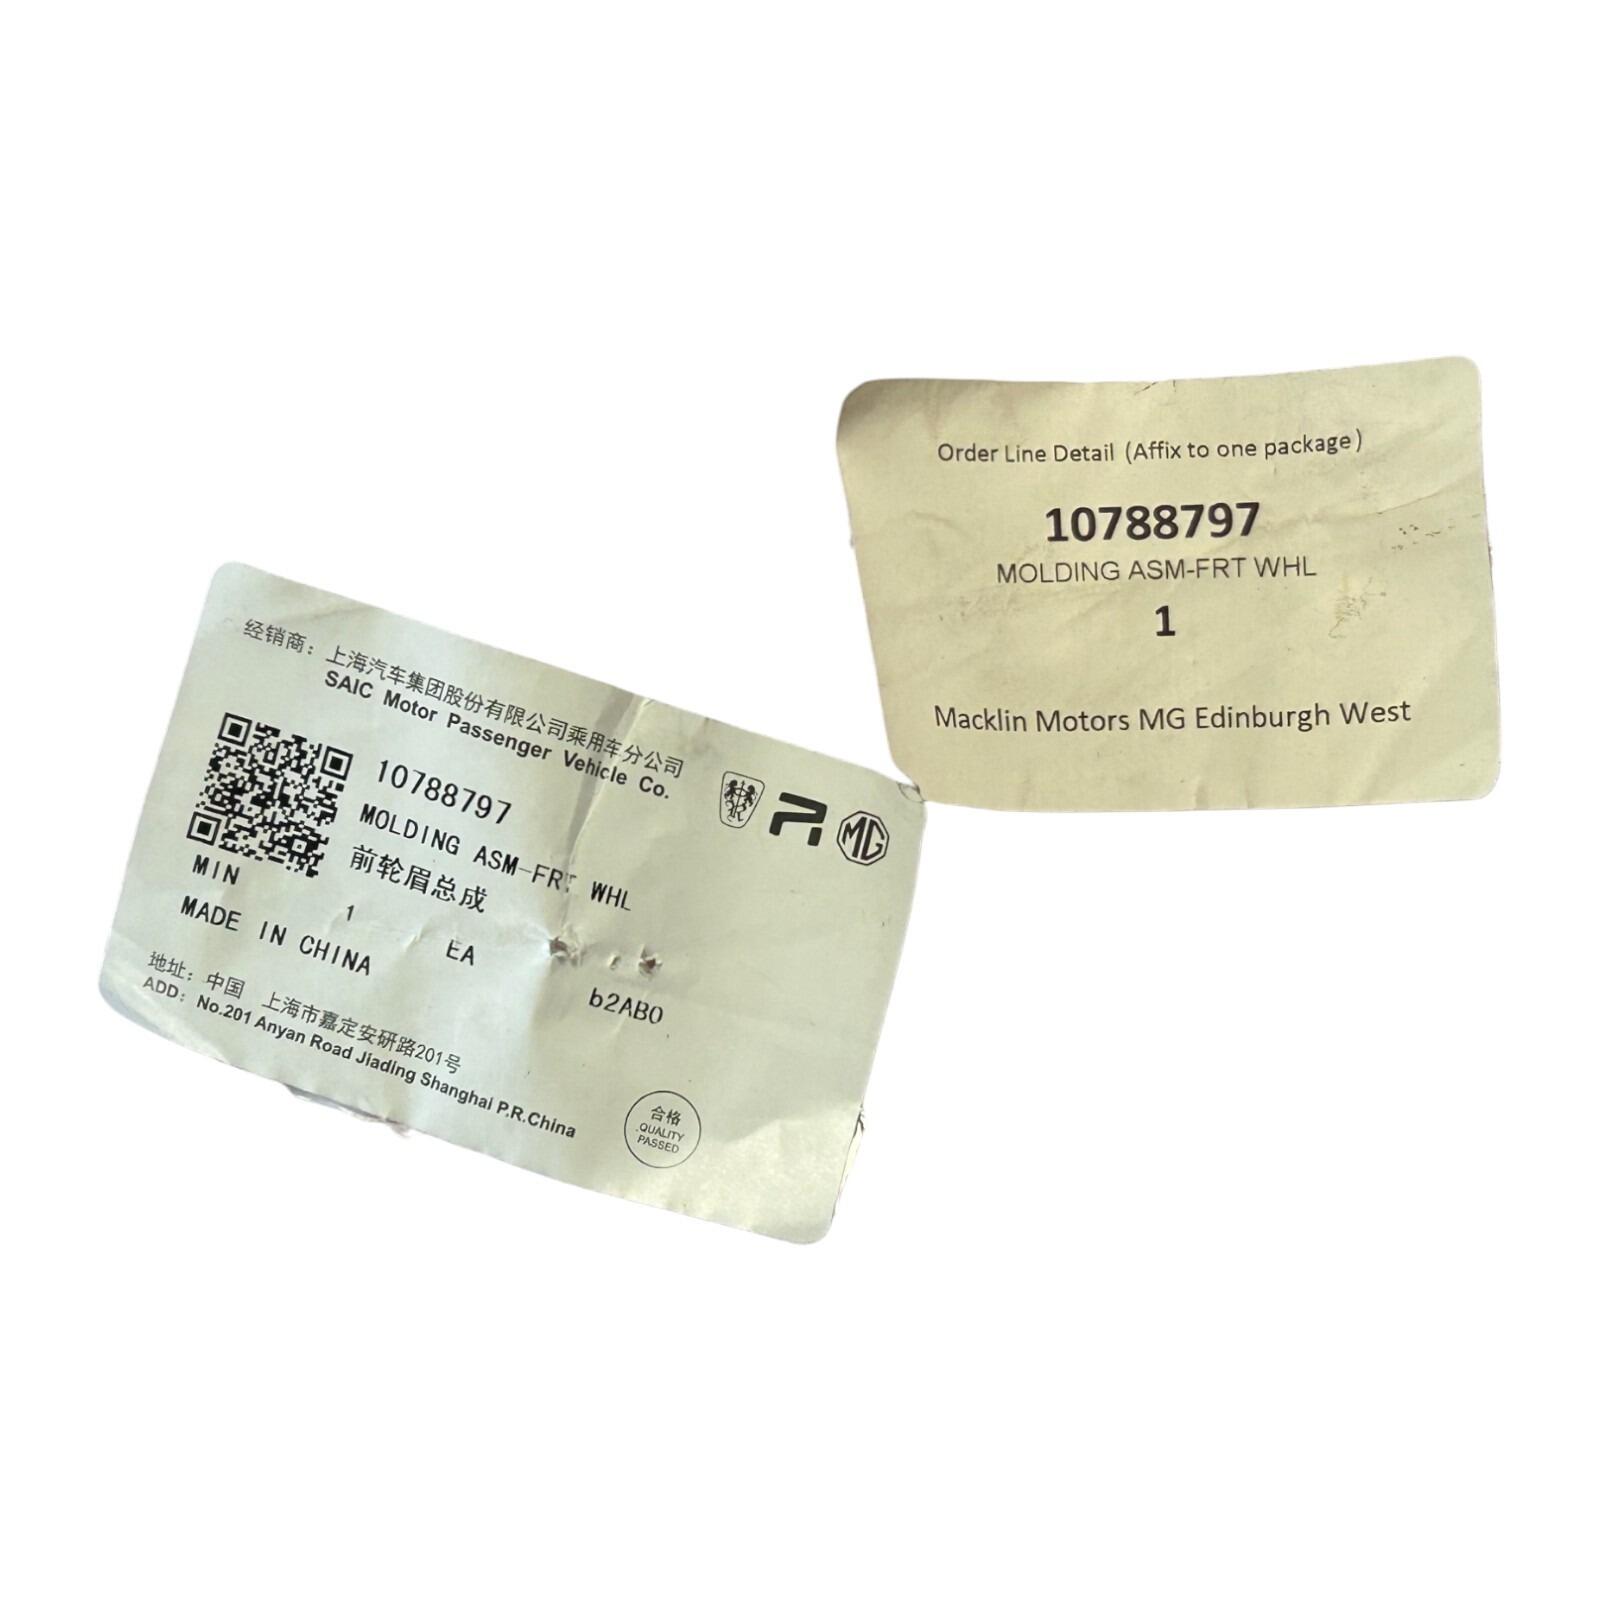 Order Line Detail (Affix to one package)
10788797
MOLDING ASM-FRT WHL
1
Macklin Motors MG Edinburgh West
经销商：上海汽车集团股份有限公司乘用车分公司
SAIC Motor Passenger Vehicle Co.
10788797
MOLDING ASM-FRT WHL
前轮眉总成
MIN 1 EA
MADE IN CHINA
b2AB0
地址：中国 上海市嘉定安研路201号
ADD：No.201 Anyan Road Jiading Shanghai P.R.China
MG
合格
QUALITY
PASSED